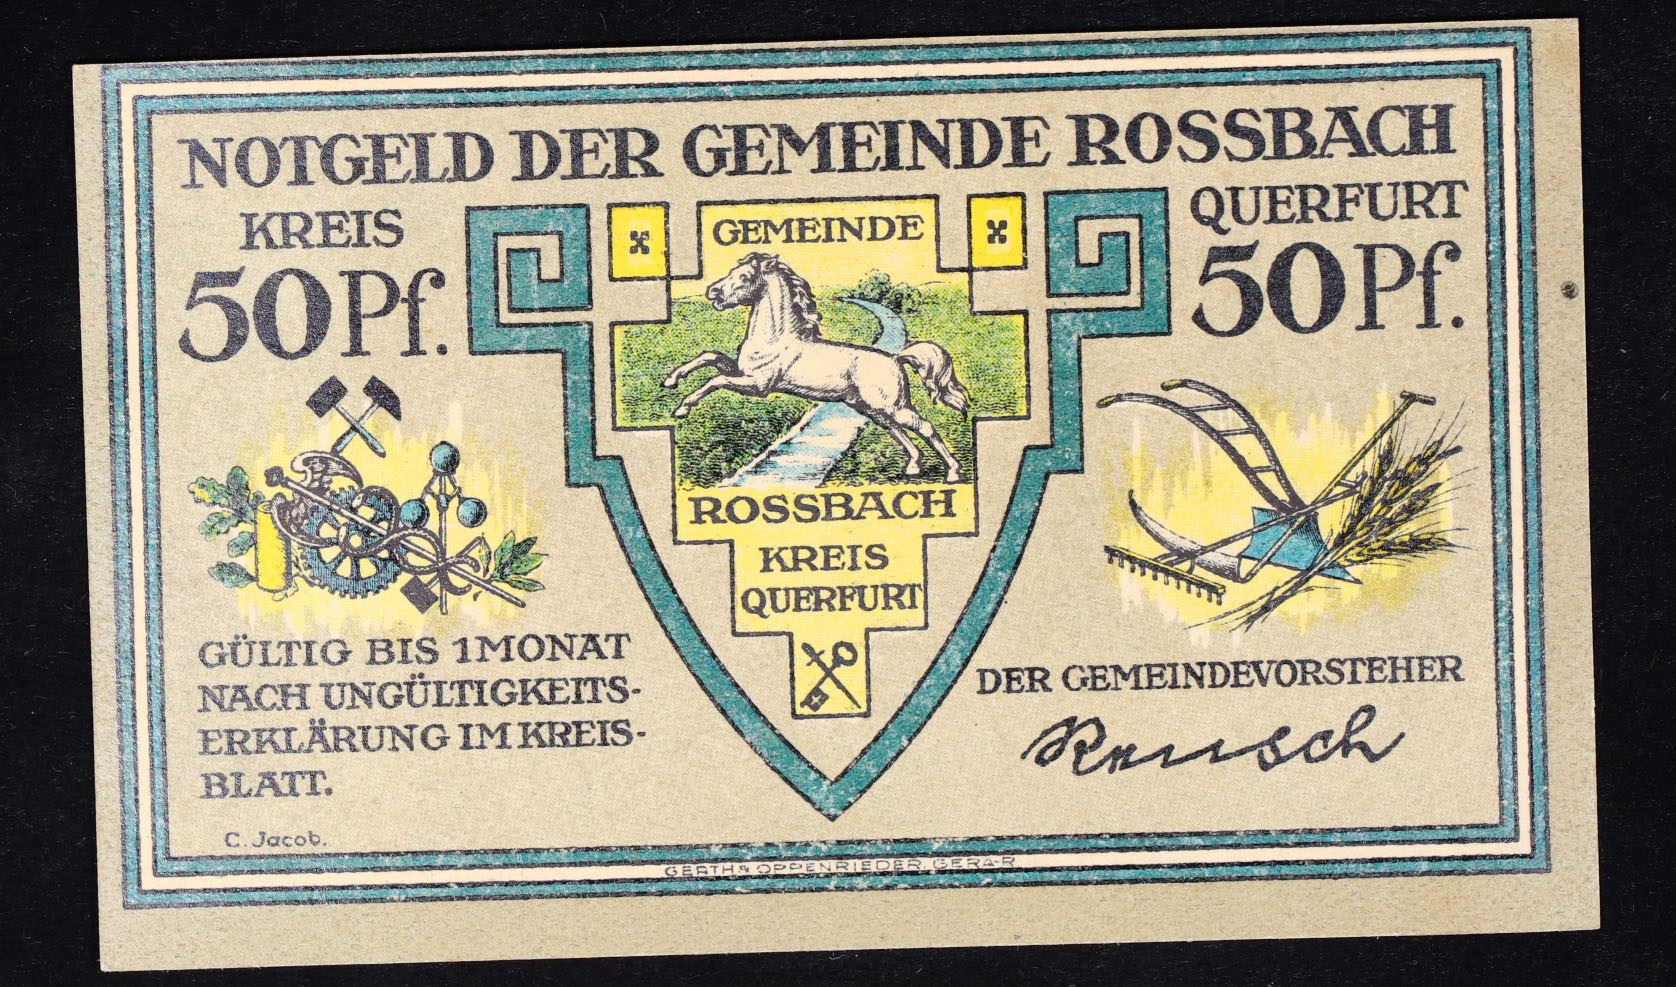 NOTGELD DER GEMEINDE ROSSBACH
KREIS
QUERFURT
50 Pf.
50 Pf.
GEMEINDE
ROSSBACH
KREIS
QUERFURT
GÜLTIG BIS 1 MONAT
NACH UNGÜLTIGKEITS-
ERKLÄRUNG IM KREIS-
BLATT.
DER GEMEINDEVORSTEHER
C. Jacob.
GERTH & OPPENRIEDER, GERA-R